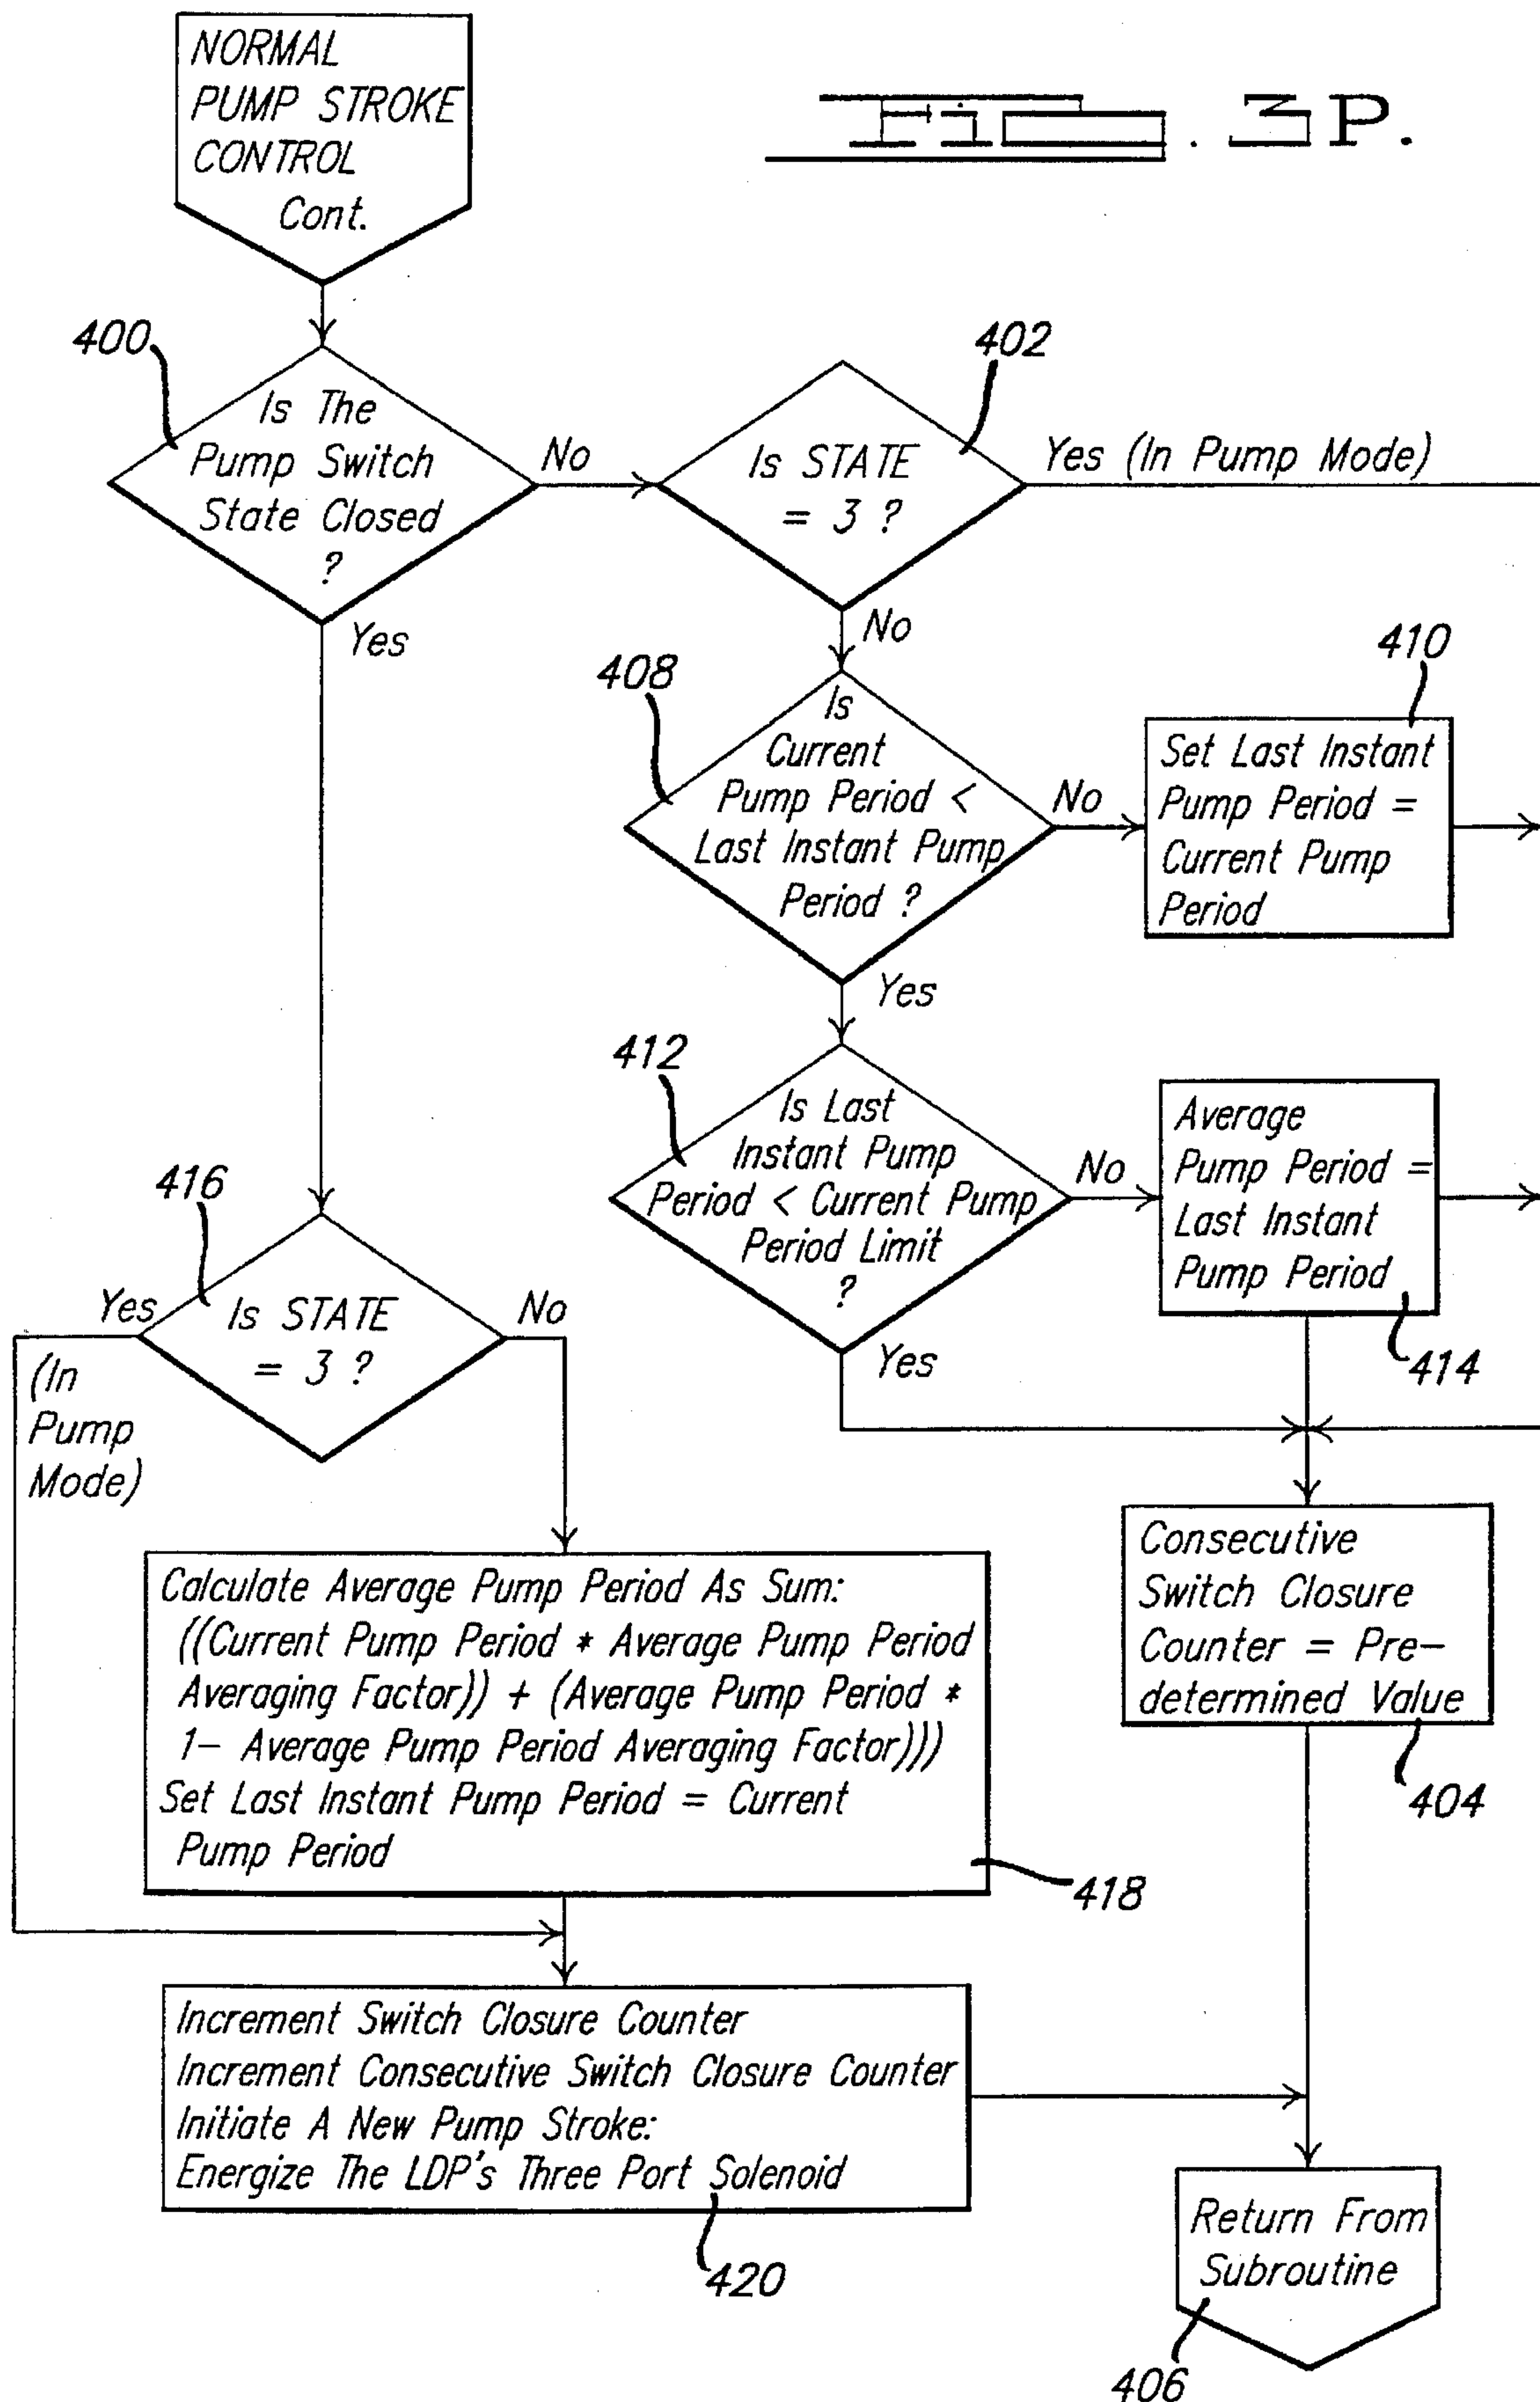 NORMAL
PUMP STROKE
CONTROL
Cont.
FIG. 3P.
400
Is The
Pump Switch
State Closed
?
No
Yes
402
Is STATE
= 3 ?
Yes (In Pump Mode)
No
408
Is
Current
Pump Period <
Last Instant Pump
Period ?
No
Yes
410
Set Last Instant
Pump Period =
Current Pump
Period
412
Is Last
Instant Pump
Period < Current Pump
Period Limit
?
No
Yes
Average
Pump Period =
Last Instant
Pump Period
414
416
Is STATE
= 3 ?
Yes
(In
Pump
Mode)
No
Calculate Average Pump Period As Sum:
((Current Pump Period * Average Pump Period
Averaging Factor)) + (Average Pump Period *
1- Average Pump Period Averaging Factor)))
Set Last Instant Pump Period = Current
Pump Period
418
Consecutive
Switch Closure
Counter = Pre-
determined Value
404
Increment Switch Closure Counter
Increment Consecutive Switch Closure Counter
Initiate A New Pump Stroke:
Energize The LDP's Three Port Solenoid
420
Return From
Subroutine
406